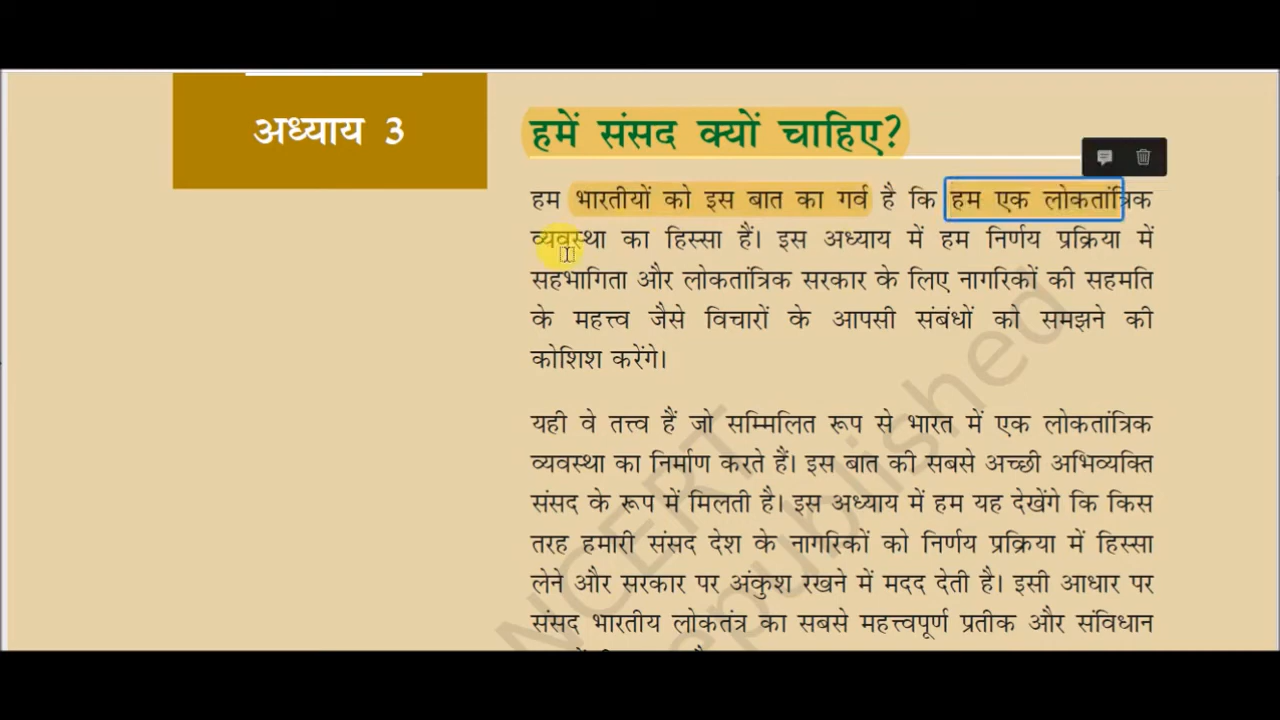 अध्याय 3
हमें संसद क्यों चाहिए?
हम भारतीयों को इस बात का गर्व है कि हम एक लोकतांत्रिक
व्यवस्था का हिस्सा हैं। इस अध्याय में हम निर्णय प्रक्रिया में
सहभागिता और लोकतांत्रिक सरकार के लिए नागरिकों की सहमति
के महत्त्व जैसे विचारों के आपसी संबंधों को समझने की
कोशिश करेंगे।
यही वे तत्त्व हैं जो सम्मिलित रूप से भारत में एक लोकतांत्रिक
व्यवस्था का निर्माण करते हैं। इस बात की सबसे अच्छी अभिव्यक्ति
संसद के रूप में मिलती है। इस अध्याय में हम यह देखेंगे कि किस
तरह हमारी संसद देश के नागरिकों को निर्णय प्रक्रिया में हिस्सा
लेने और सरकार पर अंकुश रखने में मदद देती है। इसी आधार पर
संसद भारतीय लोकतंत्र का सबसे महत्त्वपूर्ण प्रतीक और संविधान
NCERT
epublished